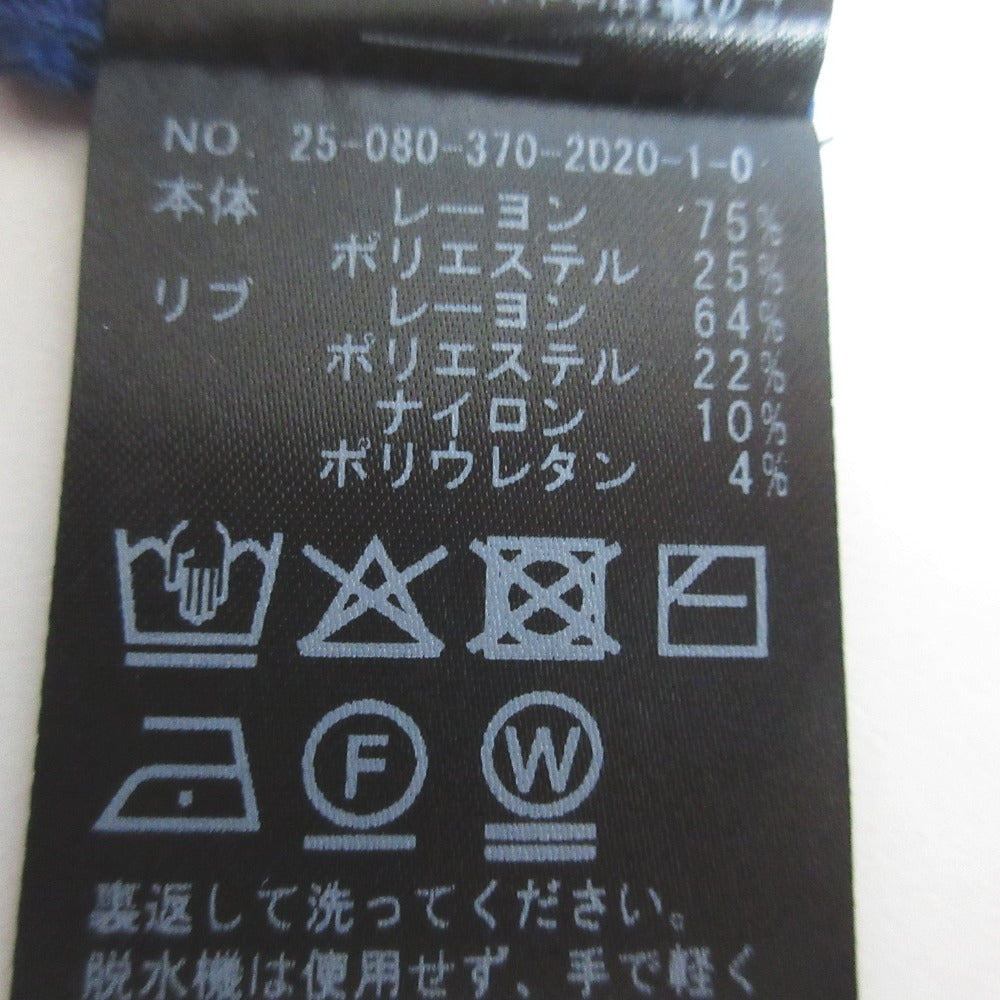 NO. 25-080-370-2020-1-0
本体 レーヨン 75%
ポリエステル 25%
リブ レーヨン 64%
ポリエステル 22%
ナイロン 10%
ポリウレタン 4%
F W
裏返して洗ってください。
脱水機は使用せず、手で軽く